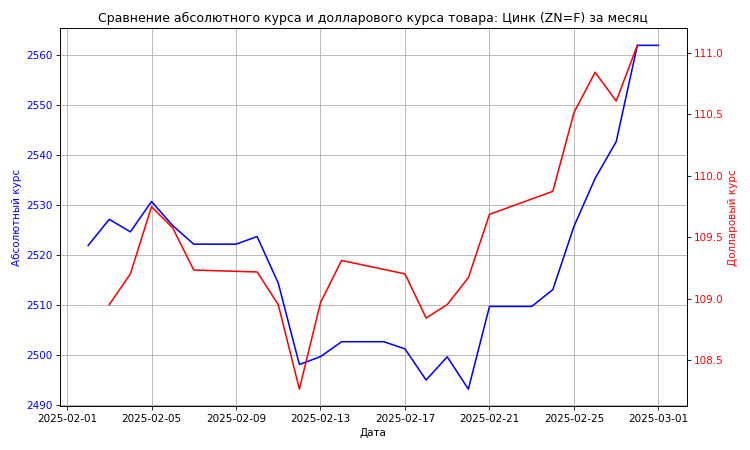 Сравнение абсолютного курса и долларового курса товара: Цинк (ZN=F) за месяц
2560
2550
2540
2530
2520
2510
2500
2490
Абсолютный курс
111.0
110.5
110.0
109.5
109.0
108.5
Долларовый курс
2025-02-01 2025-02-05 2025-02-09 2025-02-13 2025-02-17 2025-02-21 2025-02-25 2025-03-01
Дата